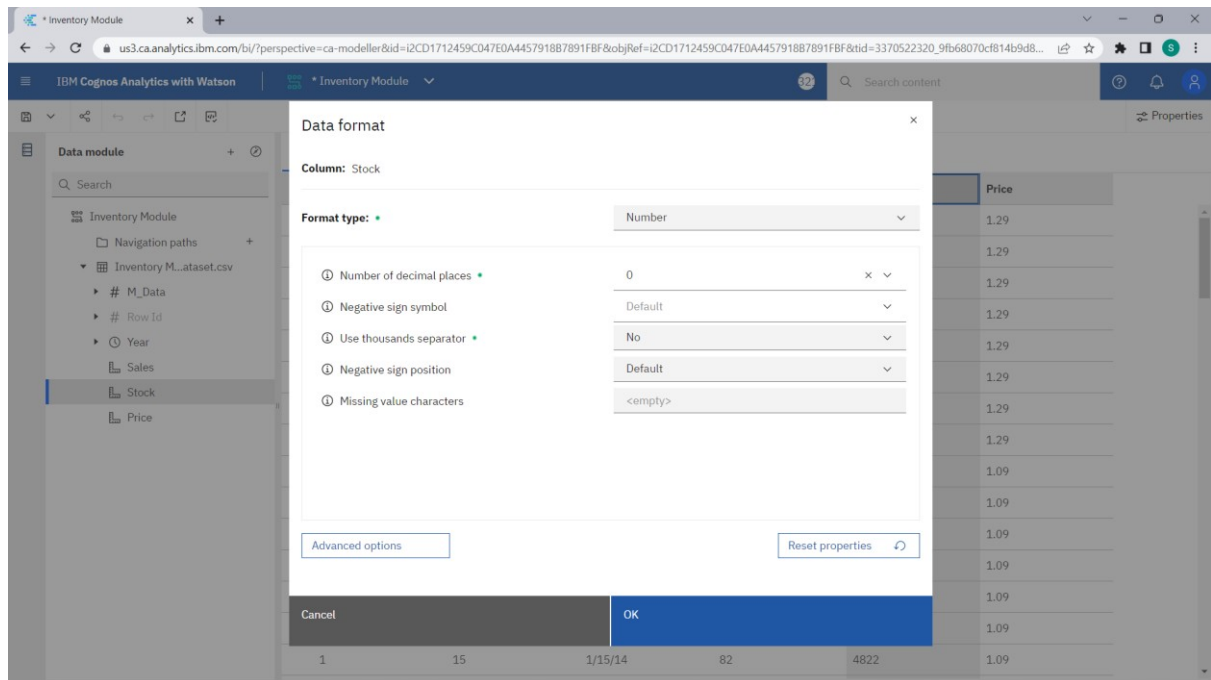 * Inventory Module
us3.ca.analytics.ibm.com/bi/?perspective=ca-modeller&id=i2CD1712459C047E0A4457918B7891FBF&objRef=i2CD1712459C047E0A4457918B7891FBF&tid=3370522320_9fb68070cf814b9d8...
S
IBM Cognos Analytics with Watson
* Inventory Module
32
Search content
Properties
Data module
Search
Inventory Module
Navigation paths
Inventory M...ataset.csv
# M_Data
# Row Id
Year
Sales
Stock
Price
Data format
Column: Stock
Format type:
Number
Number of decimal places
0
Negative sign symbol
Default
Use thousands separator
No
Negative sign position
Default
Missing value characters
<empty>
Advanced options
Reset properties
Cancel
OK
Price
1.29
1.29
1.29
1.29
1.29
1.29
1.29
1.29
1.09
1.09
1.09
1.09
1.09
1.09
1 15 1/15/14 82 4822 1.09